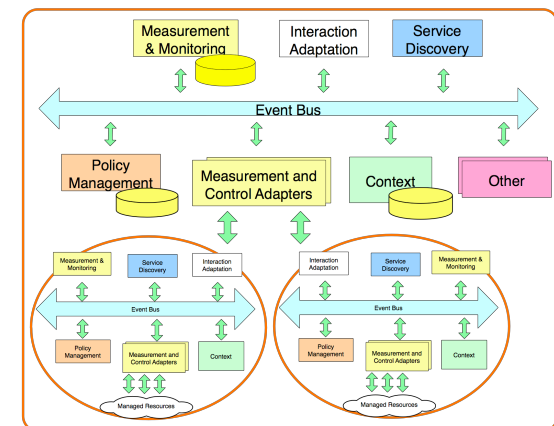 Measurement
& Monitoring
Interaction
Adaptation
Service
Discovery
Event Bus
Policy
Management
Measurement and
Control Adapters
Context
Other
Measurement &
Monitoring
Service
Discovery
Interaction
Adaptation
Event Bus
Policy
Management
Measurement and
Control Adapters
Context
Managed Resources
Interaction
Adaptation
Service
Discovery
Measurement &
Monitoring
Event Bus
Policy
Management
Measurement and
Control Adapters
Context
Managed Resources